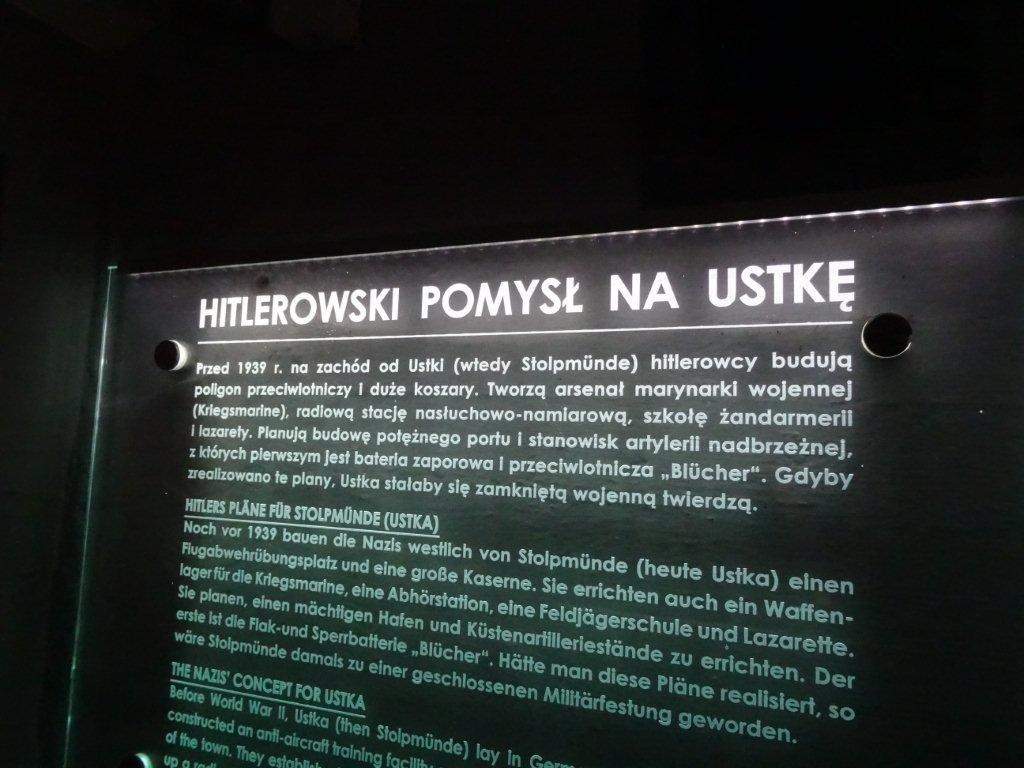 HITLEROWSKI POMYSŁ NA USTKĘ
Przed 1939 r. na zachód od Ustki (wtedy Stolpmünde) hitlerowcy budują
poligon przeciwlotniczy i duże koszary. Tworzą arsenał marynarki wojennej
(Kriegsmarine), radiową stację nasłuchowo-namiarową, szkołę żandarmerii
i lazarety. Planują budowę potężnego portu i stanowisk artylerii nadbrzeżnej,
z których pierwszym jest bateria zaporowa i przeciwlotnicza „Blücher". Gdyby
zrealizowano te plany, Ustka stałaby się zamkniętą wojenną twierdzą.
HITLERS PLÄNE FÜR STOLPMÜNDE (USTKA)
Noch vor 1939 bauen die Nazis westlich von Stolpmünde (heute Ustka) einen
Flugabwehrübungsplatz und eine große Kaserne. Sie errichten auch ein Waffen-
lager für die Kriegsmarine, eine Abhörstation, eine Feldjägerschule und Lazarette.
Sie planen, einen mächtigen Hafen und Küstenartilleriestände zu errichten. Der
erste ist die Flak-und Sperrbatterie „Blücher". Hätte man diese Pläne realisiert, so
wäre Stolpmünde damals zu einer geschlossenen Militärfestung geworden.
THE NAZIS' CONCEPT FOR USTKA
Before World War II, Ustka (then Stolpmünde) lay in
constructed an anti-aircraft training facility
of the town. They
up a